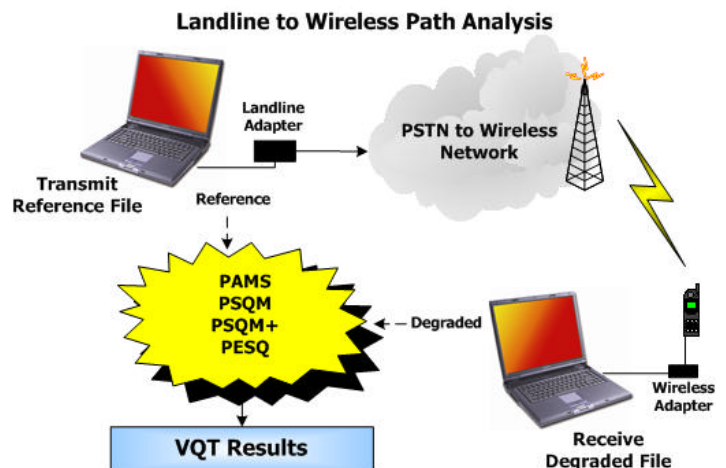 Landline to Wireless Path Analysis
Landline
Adapter
PSTN to Wireless
Network
Transmit
Reference File
Reference
PAMS
PSQM
PSQM+
PESQ
Degraded
Wireless
Adapter
VQT Results
Receive
Degraded File